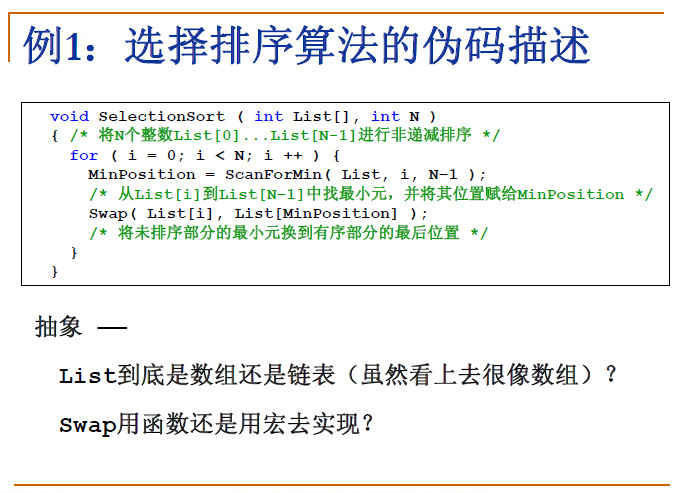 例1：选择排序算法的伪码描述
void SelectionSort ( int List[], int N )
{ /* 将N个整数List[0]...List[N-1]进行非递减排序 */
for ( i = 0; i < N; i ++ ) {
MinPosition = ScanForMin( List, i, N-1 );
/* 从List[i]到List[N-1]中找最小元，并将其位置赋给MinPosition */
Swap( List[i], List[MinPosition] );
/* 将未排序部分的最小元换到有序部分的最后位置 */
}
}
抽象 —
List到底是数组还是链表（虽然看上去很像数组）？
Swap用函数还是用宏去实现？